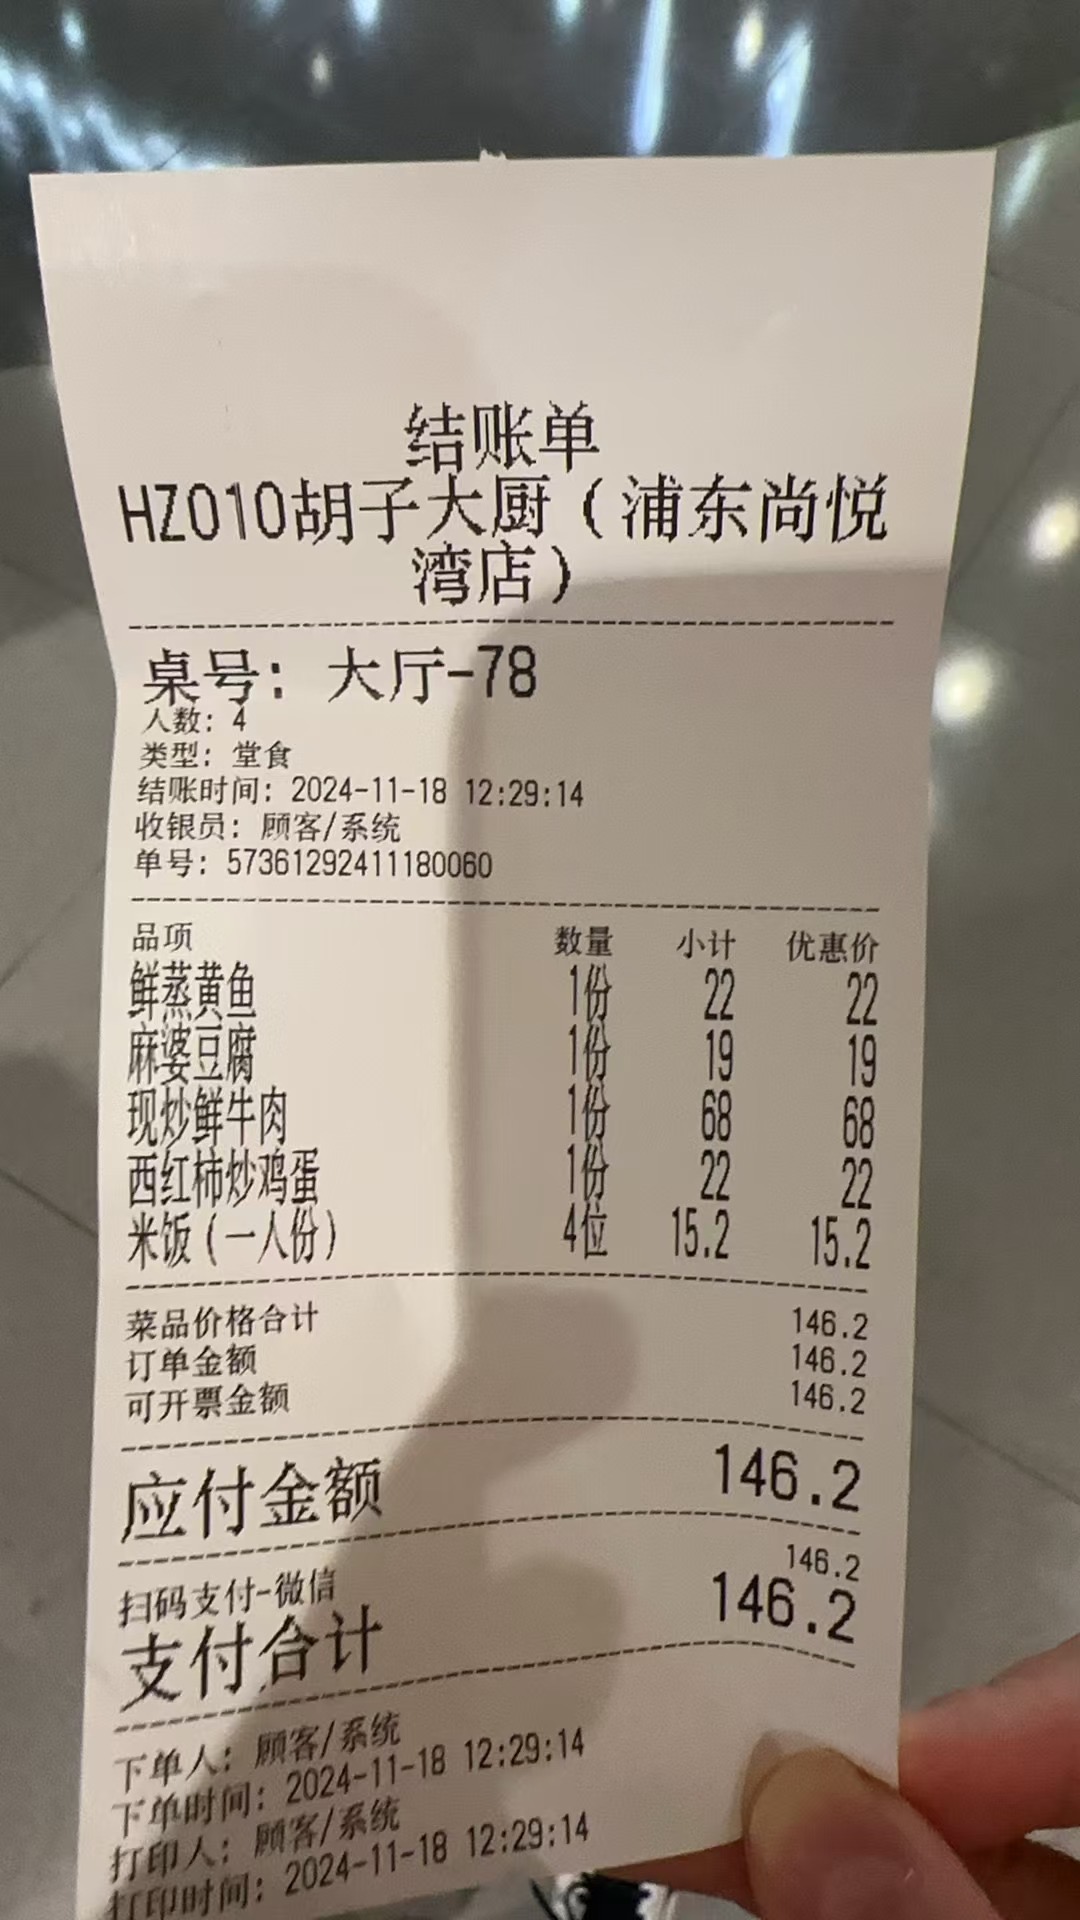 结账单
HZ010胡子大厨（浦东尚悦
湾店）
桌号：大厅-78
人数：4
类型：堂食
结账时间：2024-11-18 12:29:14
收银员：顾客/系统
单号：57361292411180060
品项 数量 小计 优惠价
鲜蒸黄鱼 1份 22 22
麻婆豆腐 1份 19 19
现炒鲜牛肉 1份 68 68
西红柿炒鸡蛋 1份 22 22
米饭（一人份） 4位 15.2 15.2
菜品价格合计 146.2
订单金额 146.2
可开票金额 146.2
应付金额 146.2
扫码支付-微信 146.2
支付合计 146.2
下单人：顾客/系统
下单时间：2024-11-18 12:29:14
打印人：顾客/系统
打印时间：2024-11-18 12:29:14